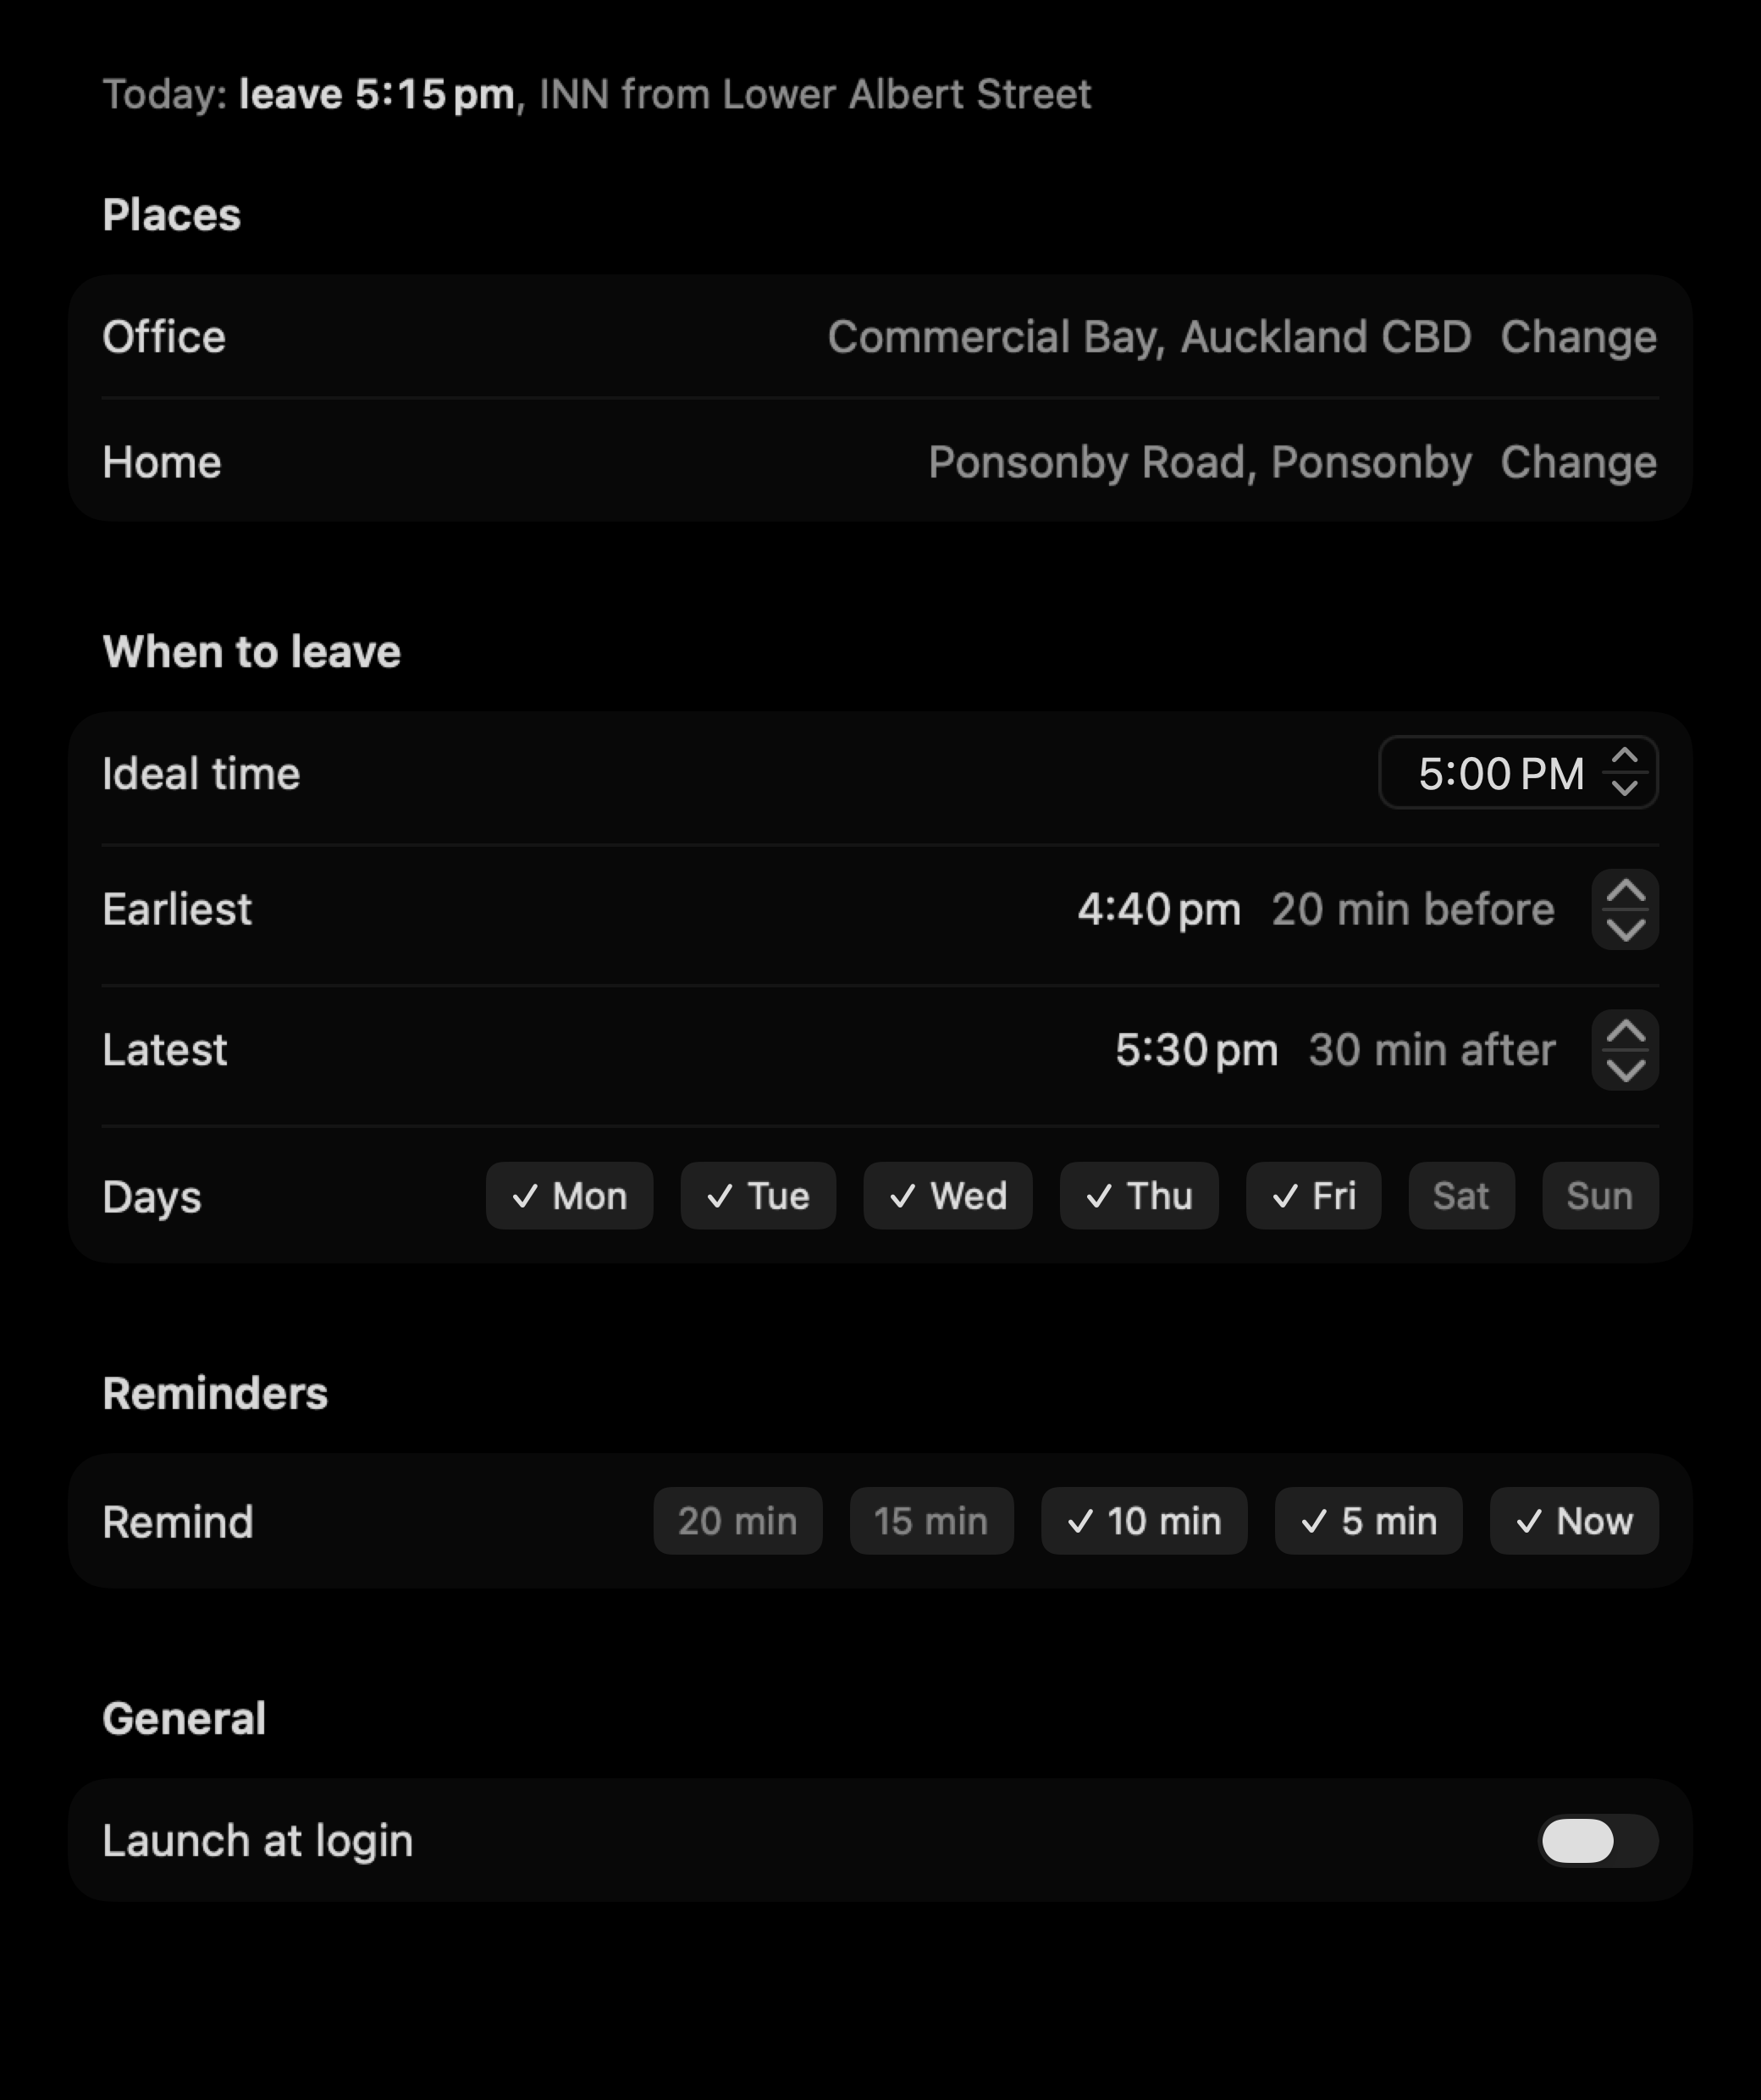 Today: leave 5:15 pm, INN from Lower Albert Street
Places
Office Commercial Bay, Auckland CBD Change
Home Ponsonby Road, Ponsonby Change
When to leave
Ideal time 5:00 PM
Earliest 4:40 pm 20 min before
Latest 5:30 pm 30 min after
Days ✓ Mon ✓ Tue ✓ Wed ✓ Thu ✓ Fri Sat Sun
Reminders
Remind 20 min 15 min ✓ 10 min ✓ 5 min ✓ Now
General
Launch at login